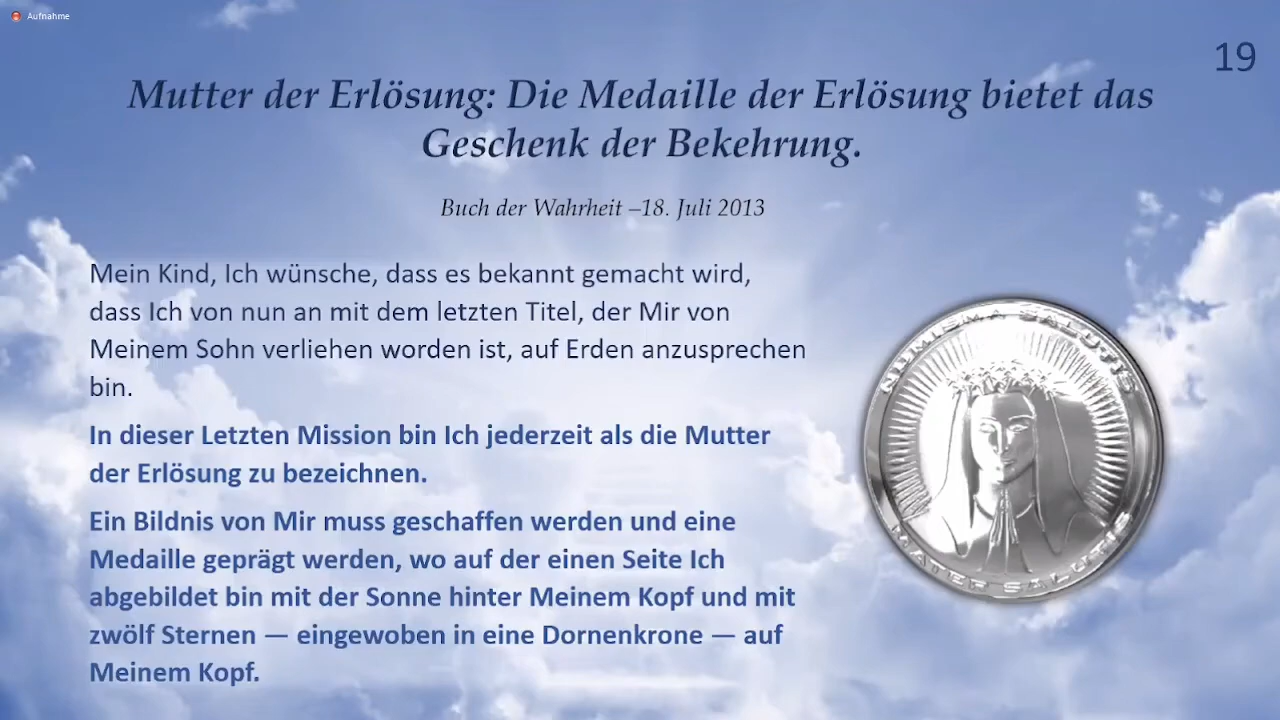 Aufnahme
19
Mutter der Erlösung: Die Medaille der Erlösung bietet das
Geschenk der Bekehrung.
Buch der Wahrheit –18. Juli 2013
Mein Kind, Ich wünsche, dass es bekannt gemacht wird,
dass Ich von nun an mit dem letzten Titel, der Mir von
Meinem Sohn verliehen worden ist, auf Erden anzusprechen
bin.
In dieser Letzten Mission bin Ich jederzeit als die Mutter
der Erlösung zu bezeichnen.
Ein Bildnis von Mir muss geschaffen werden und eine
Medaille geprägt werden, wo auf der einen Seite Ich
abgebildet bin mit der Sonne hinter Meinem Kopf und mit
zwölf Sternen — eingewoben in eine Dornenkrone — auf
Meinem Kopf.
NUMISMA SALUTIS
MATER SALUTIS